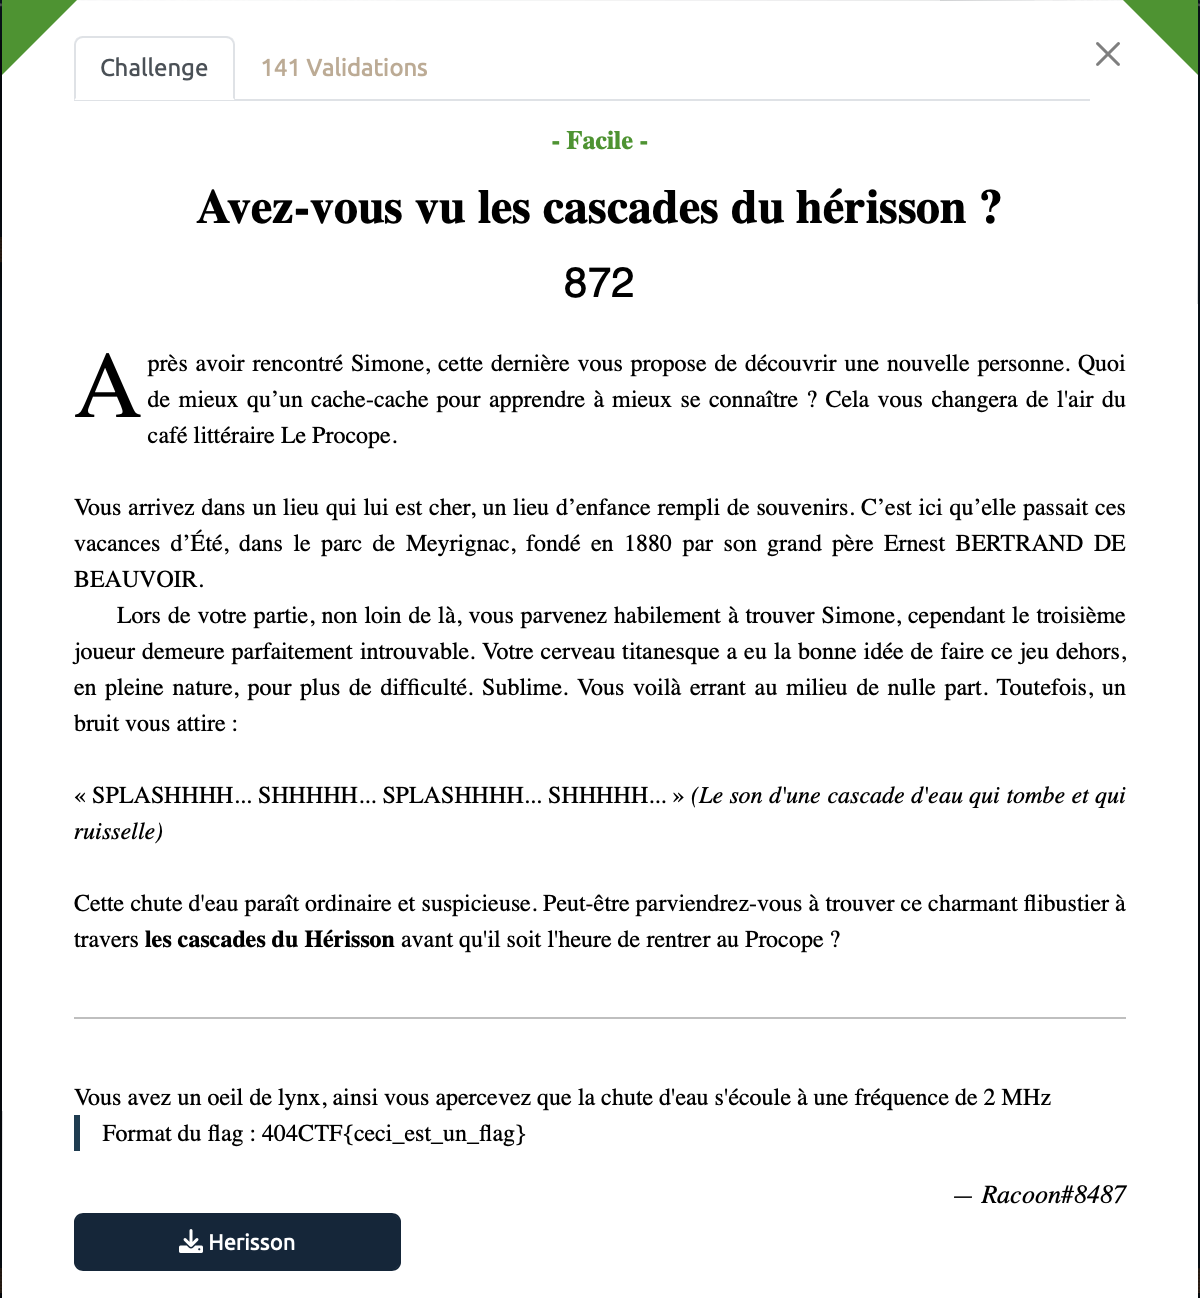 Challenge
141 Validations
- Facile -
Avez-vous vu les cascades du hérisson ?
872
Après avoir rencontré Simone, cette dernière vous propose de découvrir une nouvelle personne. Quoi
de mieux qu’un cache-cache pour apprendre à mieux se connaître ? Cela vous changera de l'air du
café littéraire Le Procope.
Vous arrivez dans un lieu qui lui est cher, un lieu d’enfance rempli de souvenirs. C’est ici qu’elle passait ces
vacances d’Été, dans le parc de Meyrignac, fondé en 1880 par son grand père Ernest BERTRAND DE
BEAUVOIR.
Lors de votre partie, non loin de là, vous parvenez habilement à trouver Simone, cependant le troisième
joueur demeure parfaitement introuvable. Votre cerveau titanesque a eu la bonne idée de faire ce jeu dehors,
en pleine nature, pour plus de difficulté. Sublime. Vous voilà errant au milieu de nulle part. Toutefois, un
bruit vous attire :
« SPLASHHHH... SHHHHH... SPLASHHHH... SHHHHH... » (Le son d'une cascade d'eau qui tombe et qui
ruisselle)
Cette chute d'eau paraît ordinaire et suspicieuse. Peut-être parviendrez-vous à trouver ce charmant flibustier à
travers les cascades du Hérisson avant qu'il soit l'heure de rentrer au Procope ?
Vous avez un oeil de lynx, ainsi vous apercevez que la chute d'eau s'écoule à une fréquence de 2 MHz
Format du flag : 404CTF{ceci_est_un_flag}
— Racoon#8487
Herisson